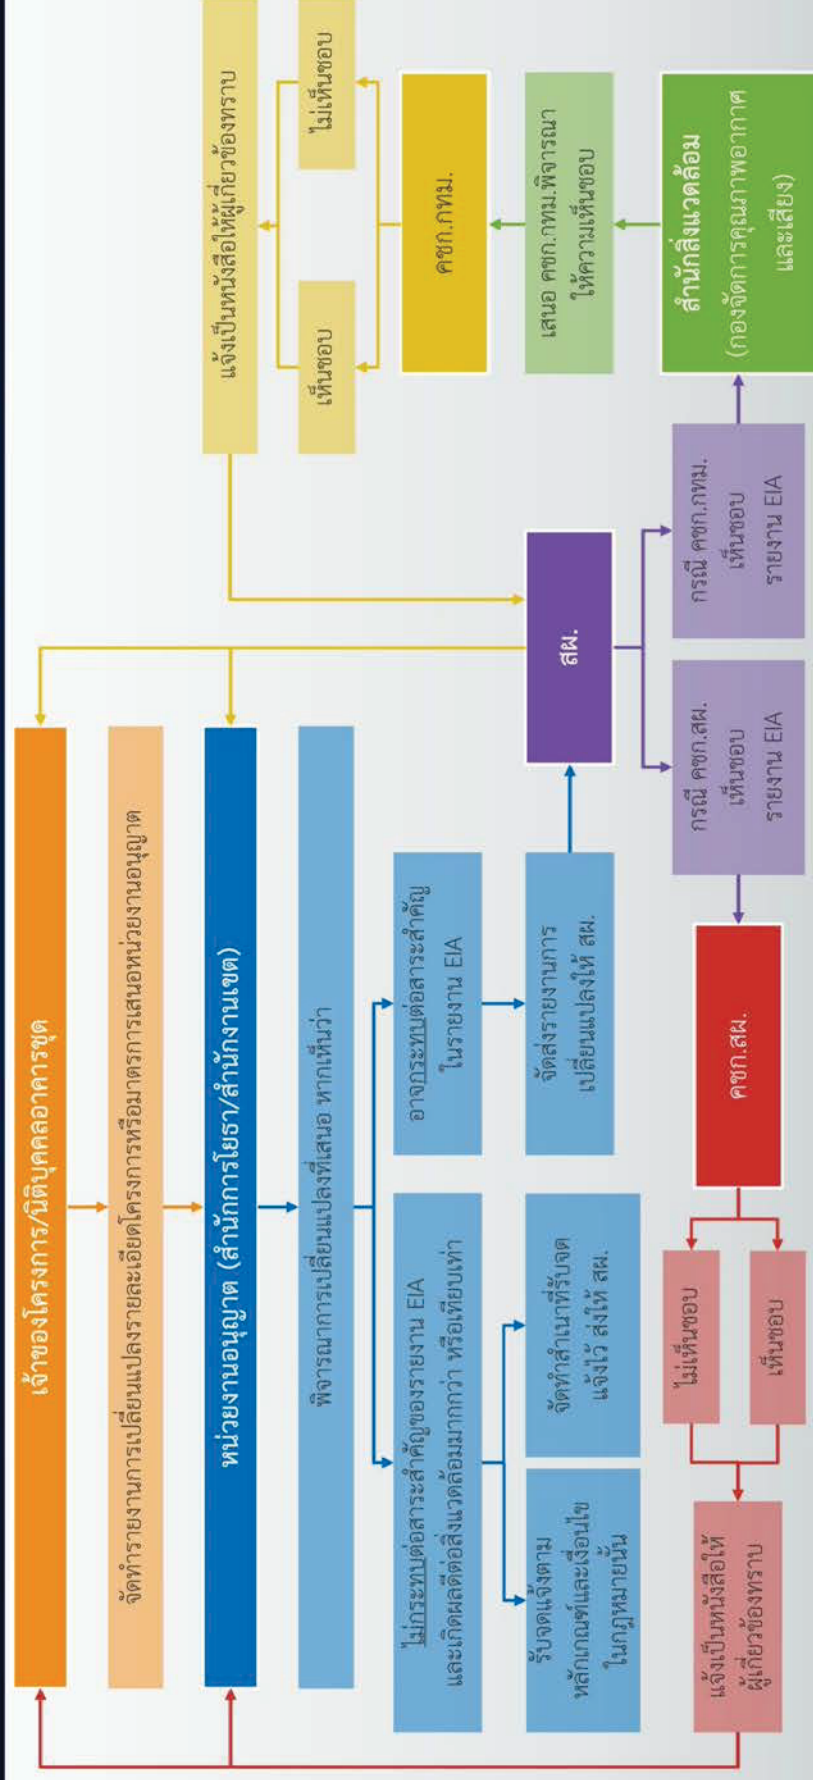 เจ้าของโครงการ/นิติบุคคลอาคารชุด
จัดทำรายงานการเปลี่ยนแปลงรายละเอียดโครงการหรือมาตรการเสนอหน่วยงานอนุญาต
หน่วยงานอนุญาต (สำนักการโยธา/สำนักงานเขต)
พิจารณาการเปลี่ยนแปลงที่เสนอ หากเห็นว่า
ไม่กระทบต่อสาระสำคัญของรายงาน EIA
และเกิดผลดีต่อสิ่งแวดล้อมมากกว่า หรือเทียบเท่า
อาจกระทบต่อสาระสำคัญ
ในรายงาน EIA
รับจดแจ้งตาม
หลักเกณฑ์และเงื่อนไข
ในกฎหมายนั้น
จัดทำสำเนาที่รับจด
แจ้งไว้ ส่งให้ สผ.
จัดส่งรายงานการ
เปลี่ยนแปลงให้ สผ.
สผ.
กรณี คชก.สผ.
เห็นชอบ
รายงาน EIA
กรณี คชก.กทม.
เห็นชอบ
รายงาน EIA
คชก.สผ.
ไม่เห็นชอบ
เห็นชอบ
แจ้งเป็นหนังสือให้
ผู้เกี่ยวข้องทราบ
สำนักสิ่งแวดล้อม
(กองจัดการคุณภาพอากาศ
และเสียง)
เสนอ คชก.กทม.พิจารณา
ให้ความเห็นชอบ
คชก.กทม.
เห็นชอบ
ไม่เห็นชอบ
แจ้งเป็นหนังสือให้ผู้เกี่ยวข้องทราบ